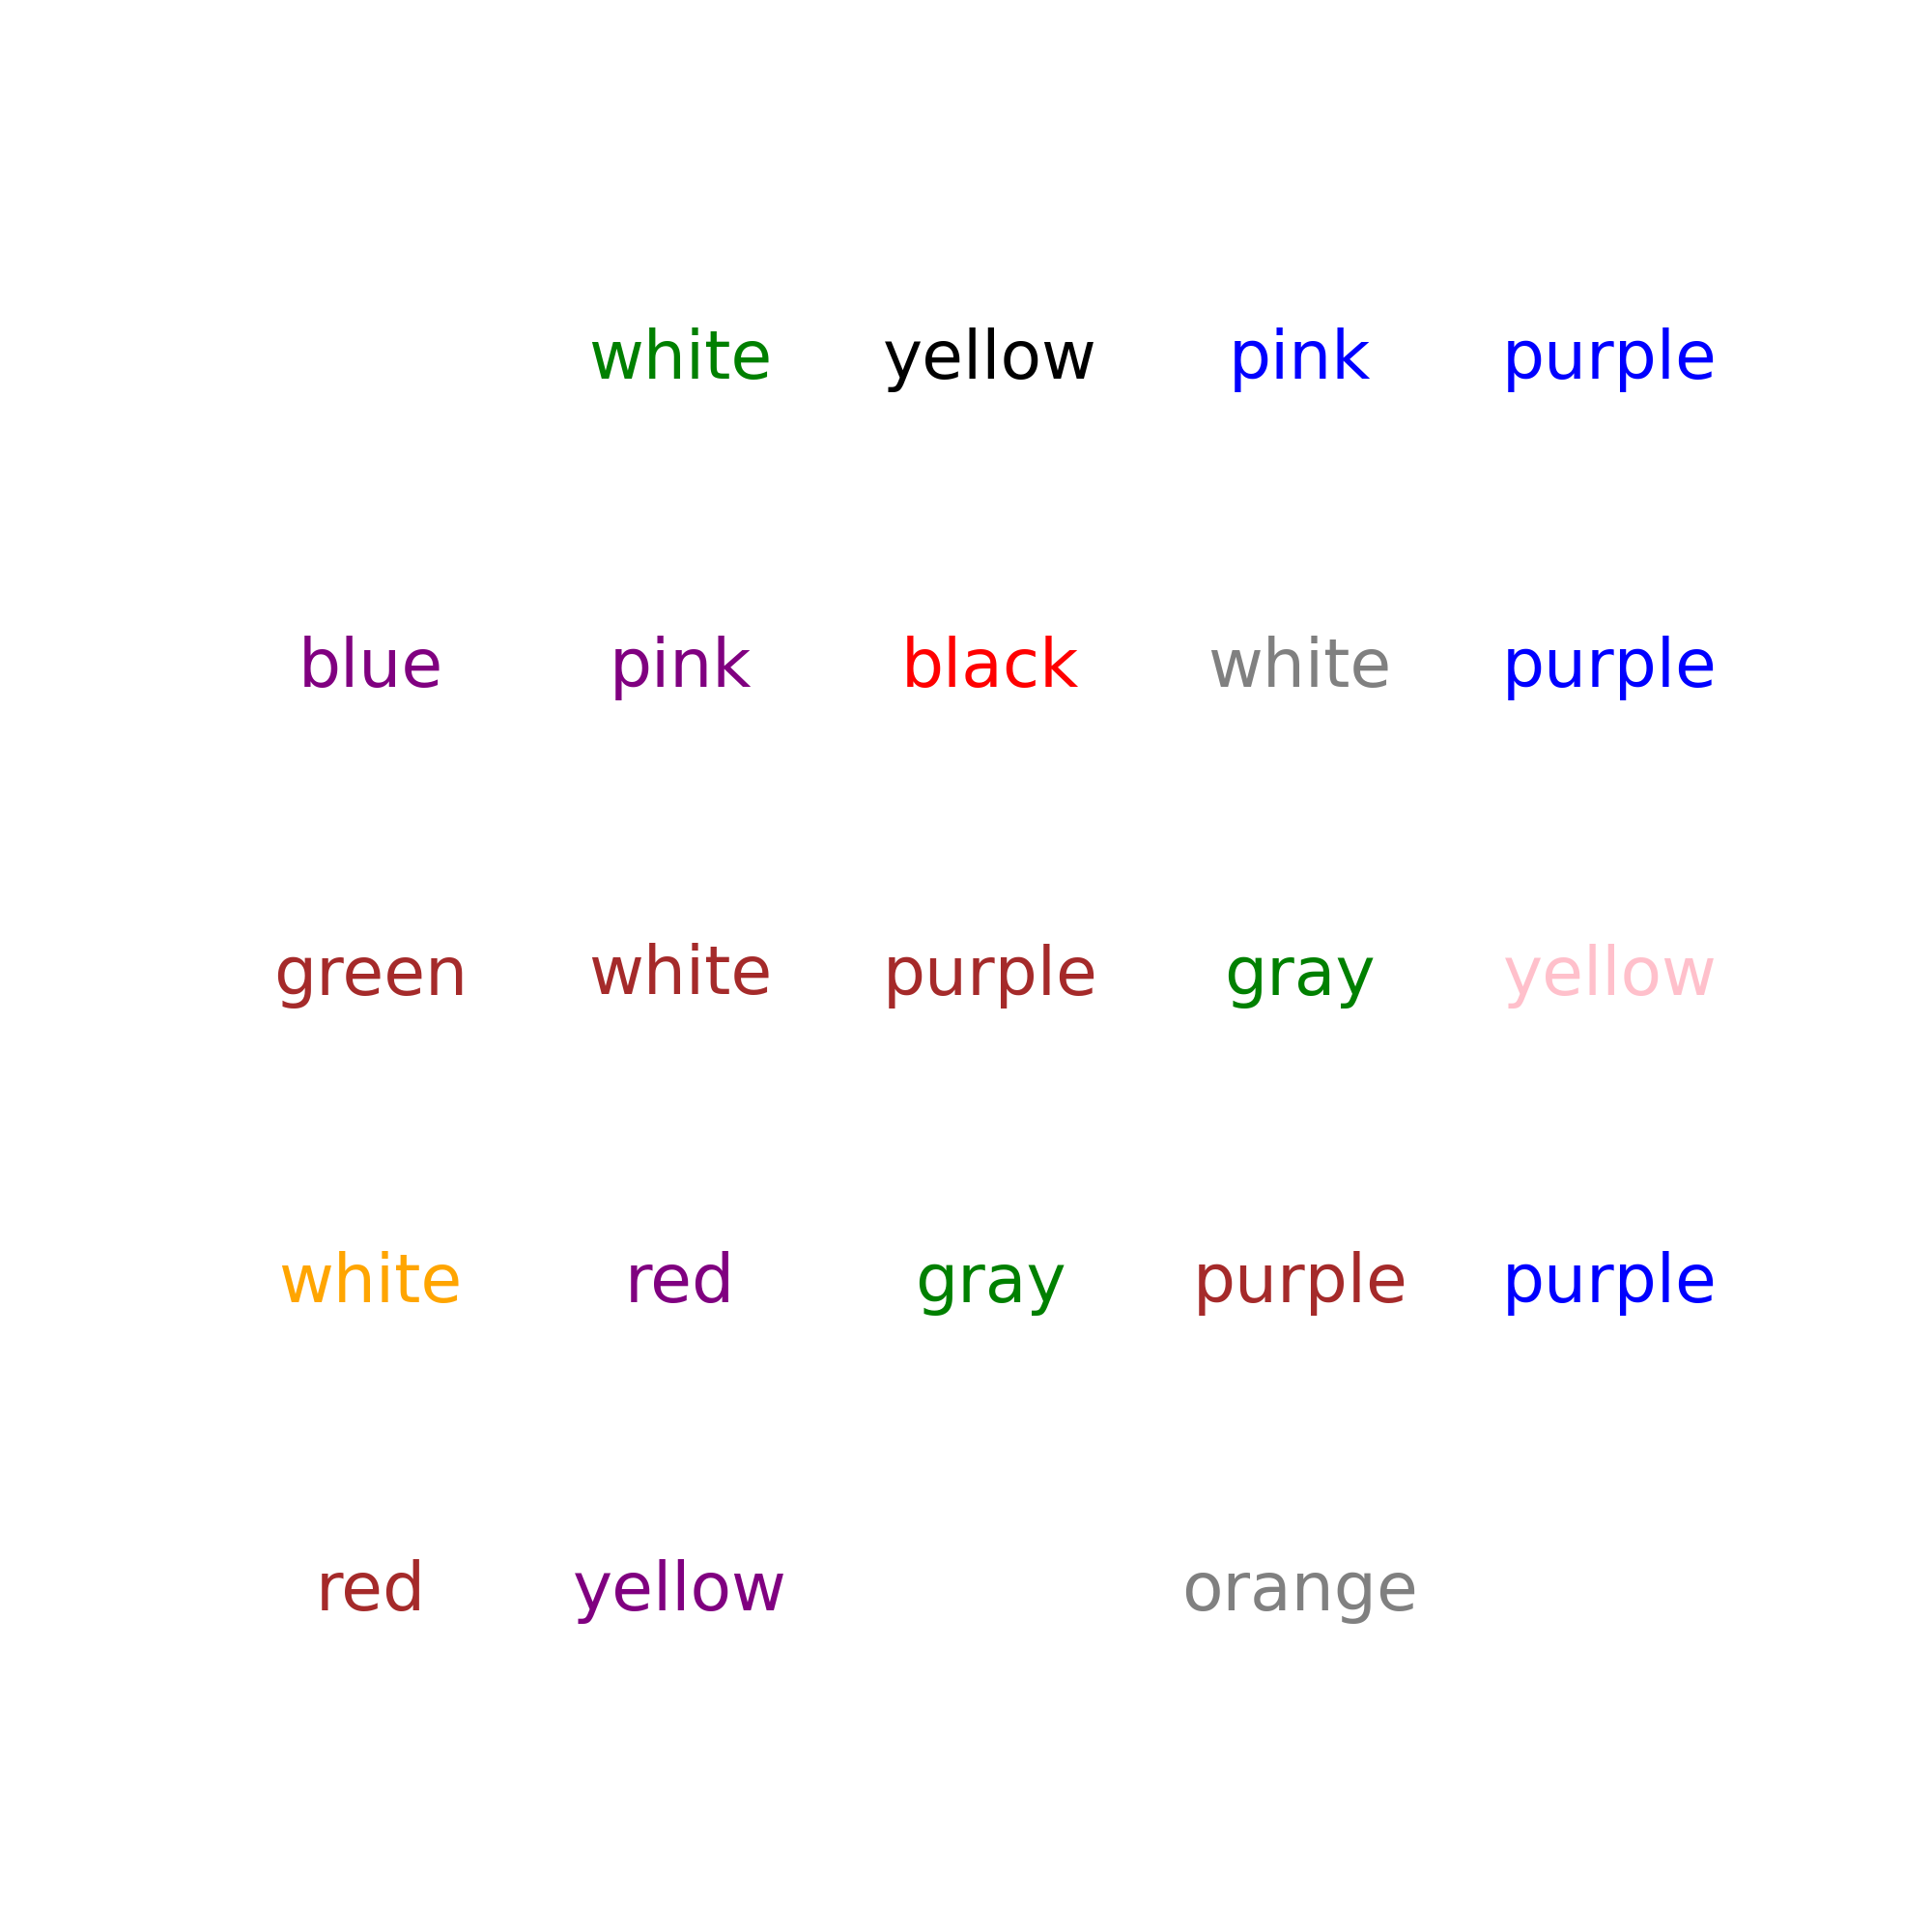 white yellow pink purple
blue pink black white purple
green white purple gray yellow
white red gray purple purple
red yellow orange